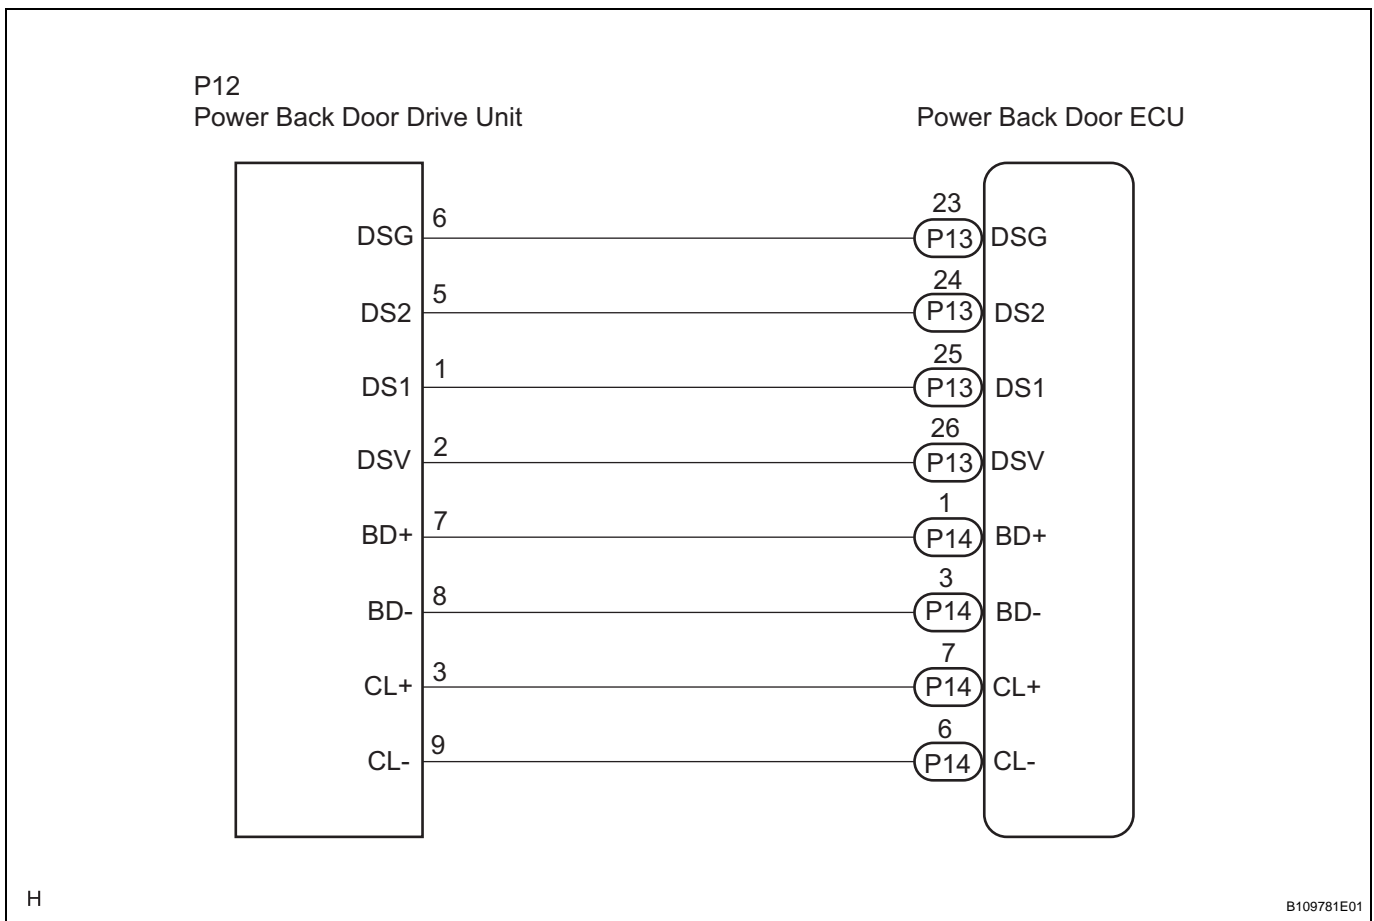 P12
Power Back Door Drive Unit
Power Back Door ECU
DSG 6 23 P13 DSG
DS2 5 24 P13 DS2
DS1 1 25 P13 DS1
DSV 2 26 P13 DSV
BD+ 7 1 P14 BD+
BD- 8 3 P14 BD-
CL+ 3 7 P14 CL+
CL- 9 6 P14 CL-
H
B109781E01